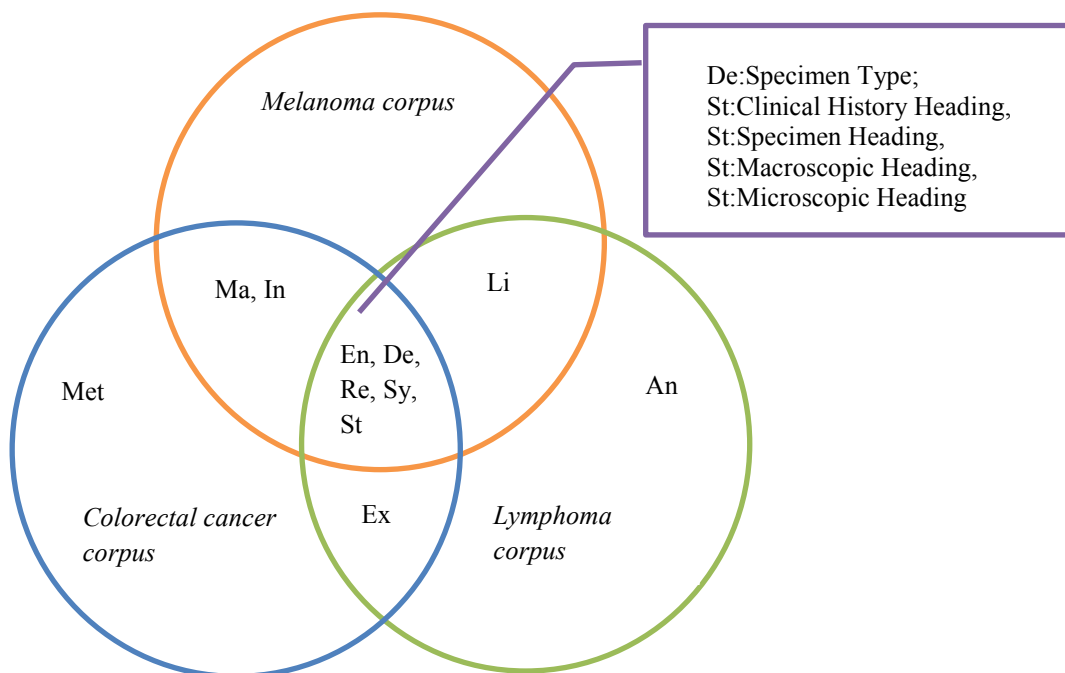 De:Specimen Type;
St:Clinical History Heading,
St:Specimen Heading,
St:Macroscopic Heading,
St:Microscopic Heading
Melanoma corpus
Ma, In
Li
En, De,
Re, Sy,
St
Met
An
Colorectal cancer
corpus
Ex
Lymphoma
corpus